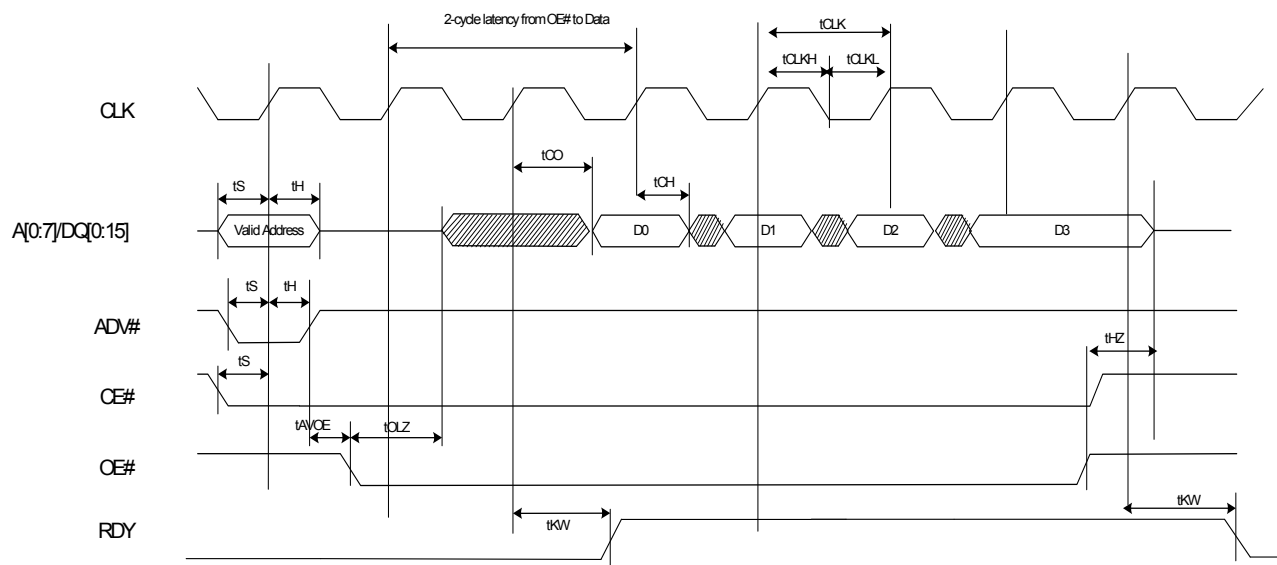 2-cycle latency from OE# to Data
tCLK
tCLKH
tCLKL
CLK
tCO
tS
tH
tCH
A[0:7]/DQ[0:15]
Valid Address
D0
D1
D2
D3
tS
tH
ADV#
tHZ
tS
CE#
tAVOE
tOLZ
OE#
tKW
tKW
RDY